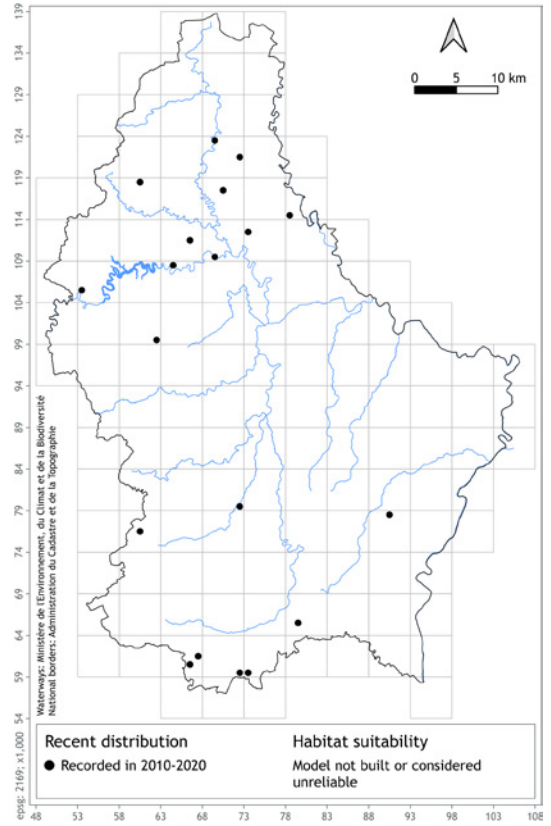 139
134
129
124
119
114
109
104
99
94
89
84
79
74
69
64
59
54
0 5 10 km
Waterways: Ministère de l'Environnement, du Climat et de la Biodiversité
National borders: Administration du Cadastre et de la Topographie
Recent distribution
Recorded in 2010-2020
Habitat suitability
Model not built or considered
unreliable
epsg: 2169; x1,000
48 53 58 63 68 73 78 83 88 93 98 103 108